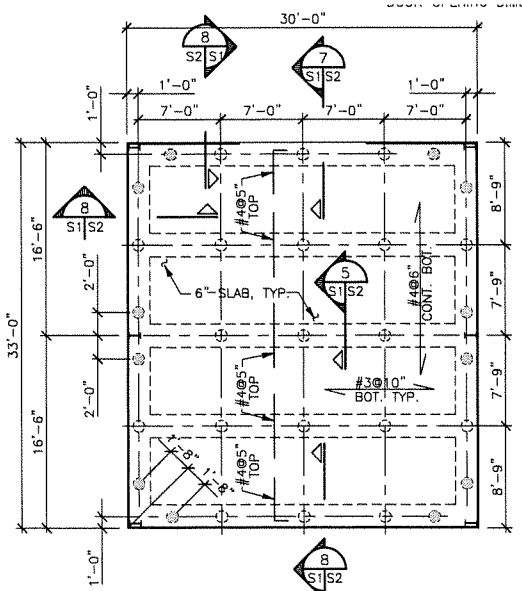 30'-0"
8
S2 S1
7
S1 S2
1'-0"
1'-0"
7'-0" 7'-0" 7'-0" 7'-0"
1'-0"
8
S1 S2
#4@5"
TOP
8'-9"
16'-6"
#4@6"
CONT. BOT.
5
S1 S2
6" SLAB, TYP.
2'-0"
7'-9"
33'-0"
2'-0"
#4@5"
TOP
#3@10"
BOT. TYP.
7'-9"
16'-6"
#4@5"
TOP
1'-8"
1'-8"
8'-9"
1'-0"
8
S1 S2